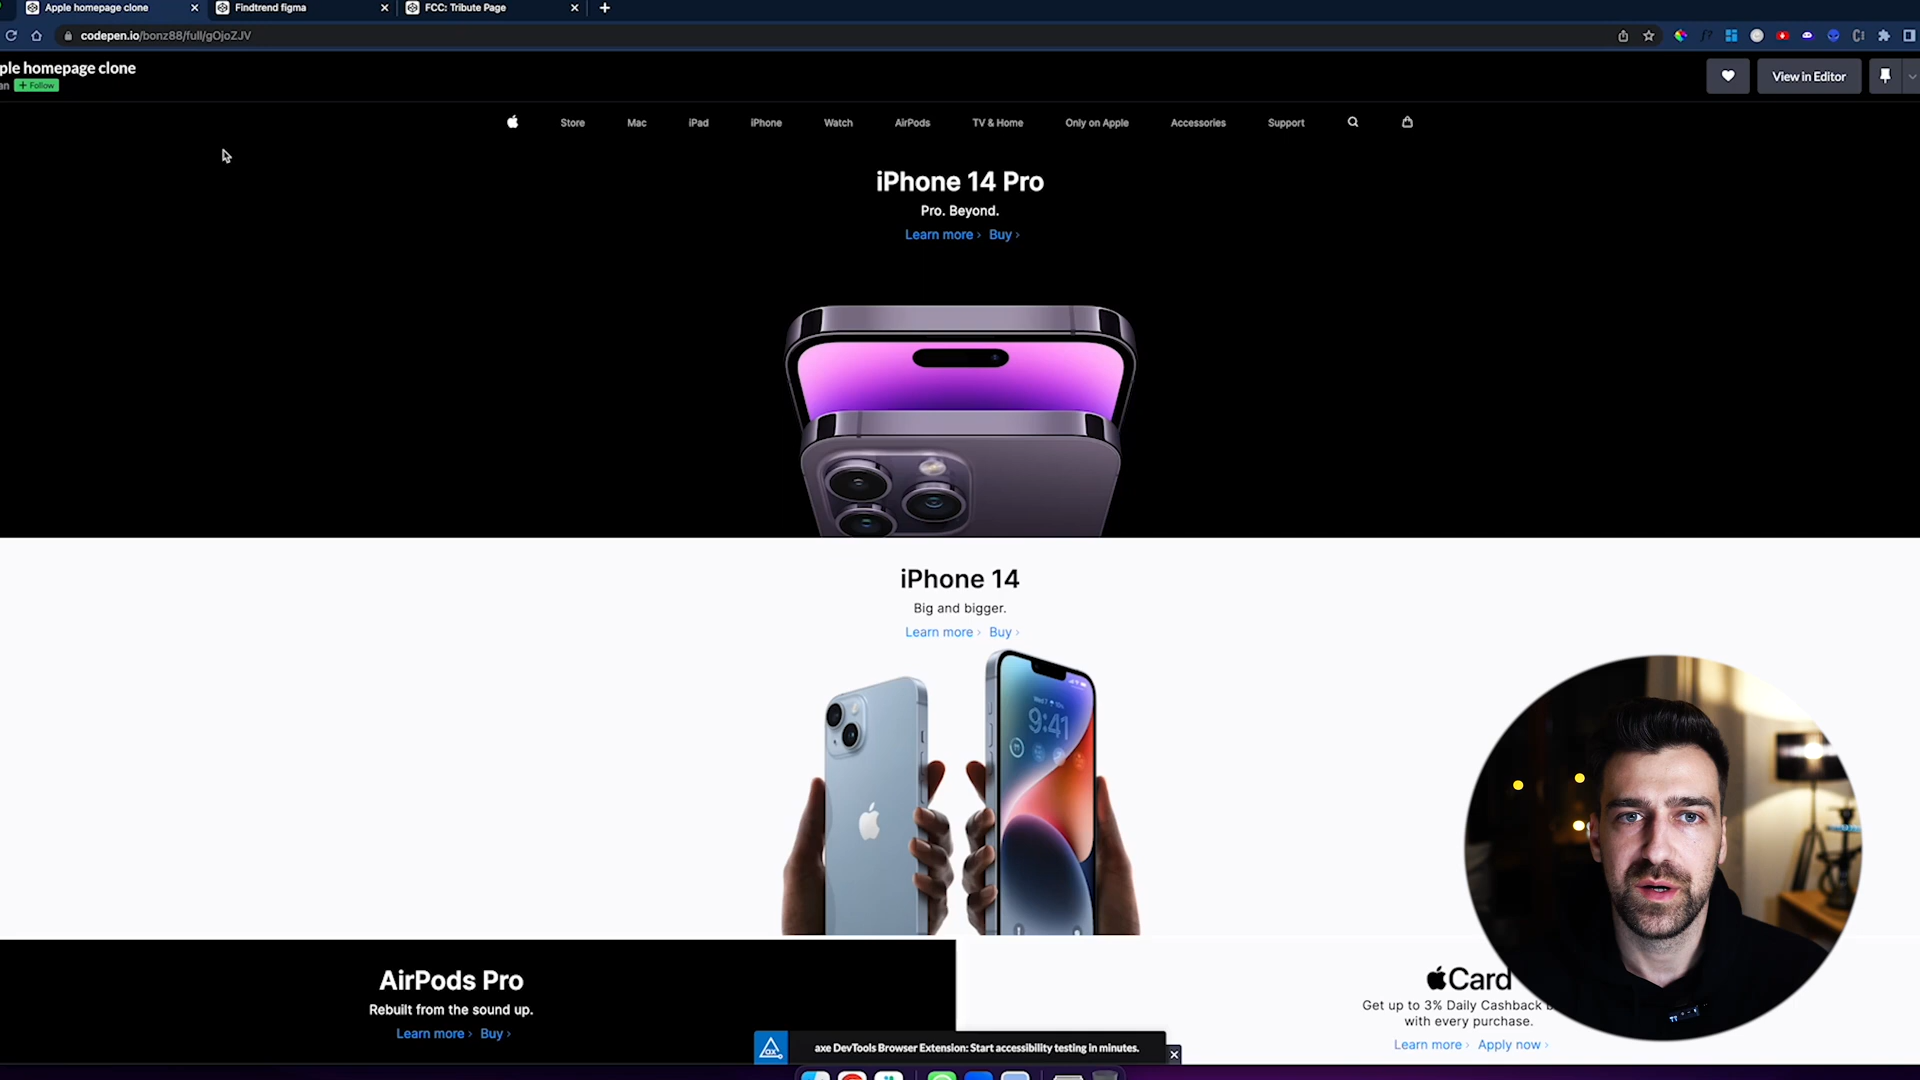 Apple homepage clone
Findtrend figma
FCC: Tribute Page
codepen.io/bonz88/full/gOjoZJV
ple homepage clone
an + Follow
View in Editor
Store Mac iPad iPhone Watch AirPods TV & Home Only on Apple Accessories Support
iPhone 14 Pro
Pro. Beyond.
Learn more › Buy ›
iPhone 14
Big and bigger.
Learn more › Buy ›
9:41
AirPods Pro
Rebuilt from the sound up.
Learn more › Buy ›
Card
Get up to 3% Daily Cashback
with every purchase.
Learn more › Apply now ›
axe DevTools Browser Extension: Start accessibility testing in minutes.